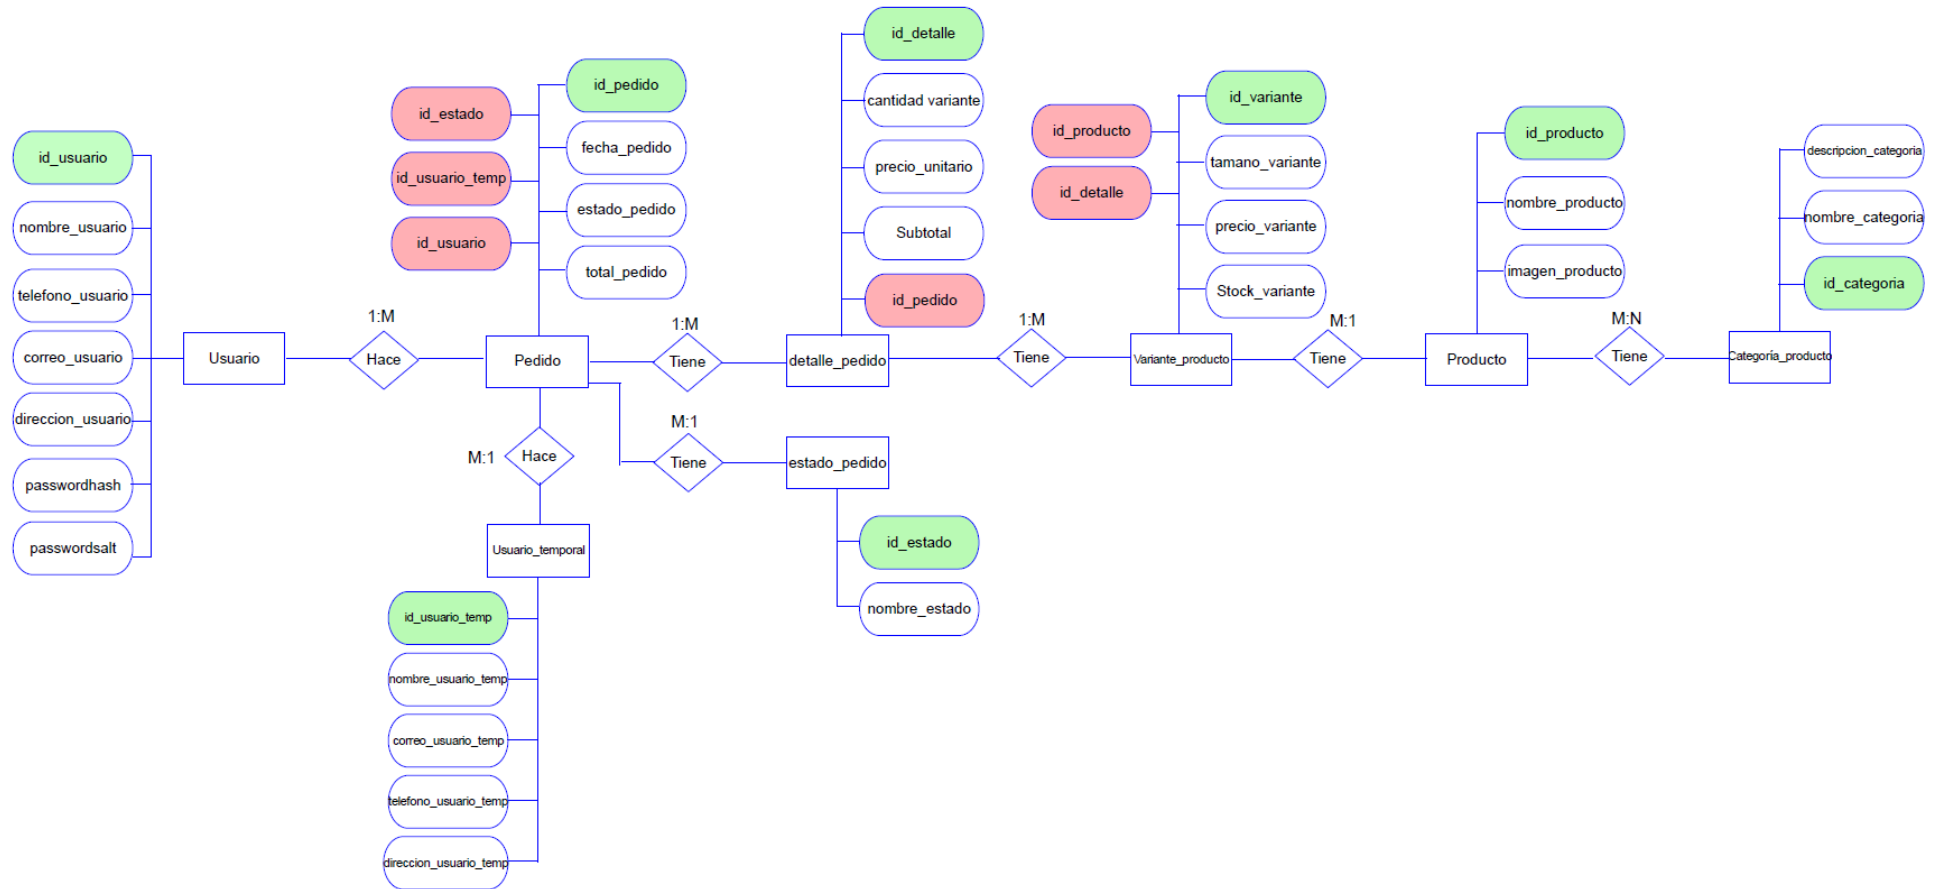 id_usuario
nombre_usuario
telefono_usuario
correo_usuario
direccion_usuario
passwordhash
passwordsalt
Usuario
1:M
Hace
id_estado
id_usuario_temp
id_usuario
id_pedido
fecha_pedido
estado_pedido
total_pedido
Pedido
M:1
Hace
Usuario_temporal
id_usuario_temp
nombre_usuario_temp
correo_usuario_temp
telefono_usuario_temp
direccion_usuario_temp
1:M
Tiene
M:1
Tiene
id_detalle
cantidad variante
precio_unitario
Subtotal
id_pedido
detalle_pedido
estado_pedido
id_estado
nombre_estado
1:M
Tiene
id_producto
id_detalle
id_variante
tamano_variante
precio_variante
Stock_variante
Variante_producto
M:1
Tiene
id_producto
nombre_producto
imagen_producto
Producto
M:N
Tiene
descripcion_categoria
nombre_categoria
id_categoria
Categoria_producto